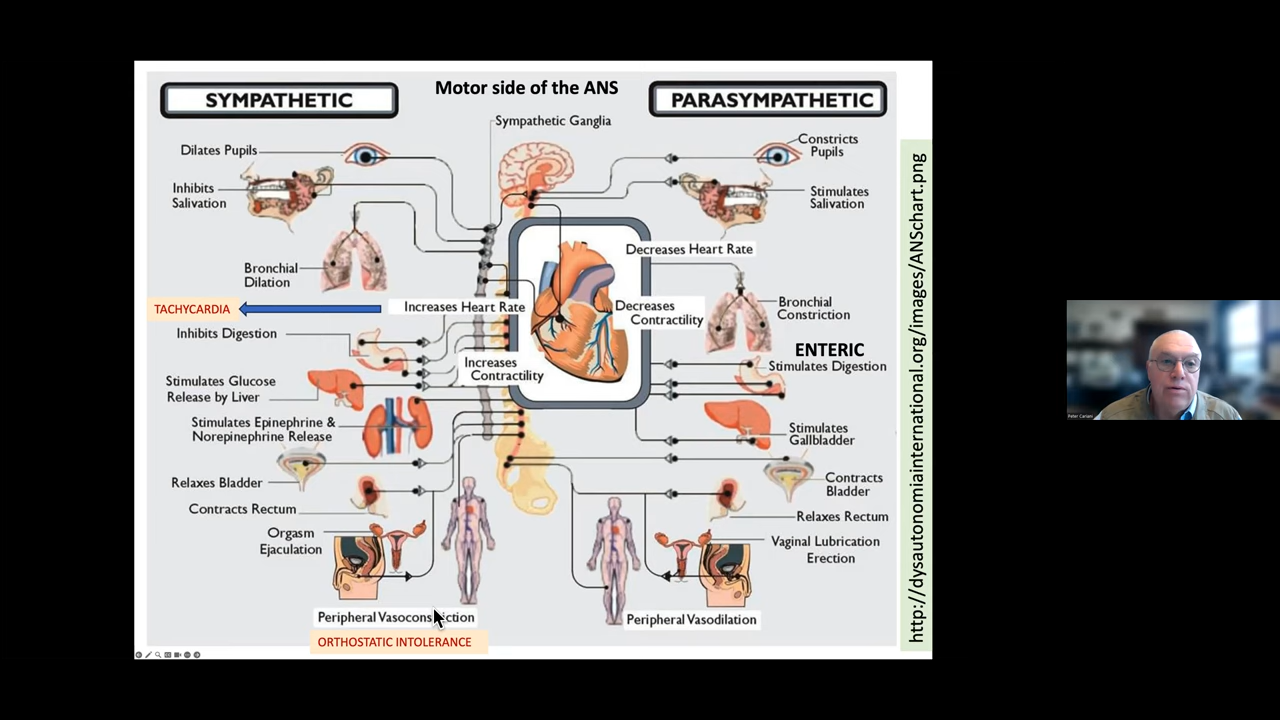 Motor side of the ANS
SYMPATHETIC
PARASYMPATHETIC
Sympathetic Ganglia
Dilates Pupils
Inhibits
Salivation
Bronchial
Dilation
TACHYCARDIA
Increases Heart Rate
Inhibits Digestion
Increases
Contractility
Stimulates Glucose
Release by Liver
Stimulates Epinephrine &
Norepinephrine Release
Relaxes Bladder
Contracts Rectum
Orgasm
Ejaculation
Peripheral Vasoconstriction
ORTHOSTATIC INTOLERANCE
Constricts
Pupils
Stimulates
Salivation
Decreases Heart Rate
Decreases
Contractility
Bronchial
Constriction
ENTERIC
Stimulates Digestion
Stimulates
Gallbladder
Contracts
Bladder
Relaxes Rectum
Vaginal Lubrication
Erection
Peripheral Vasodilation
http://dysautonomiainternational.org/images/ANSchart.png
Peter Cariani